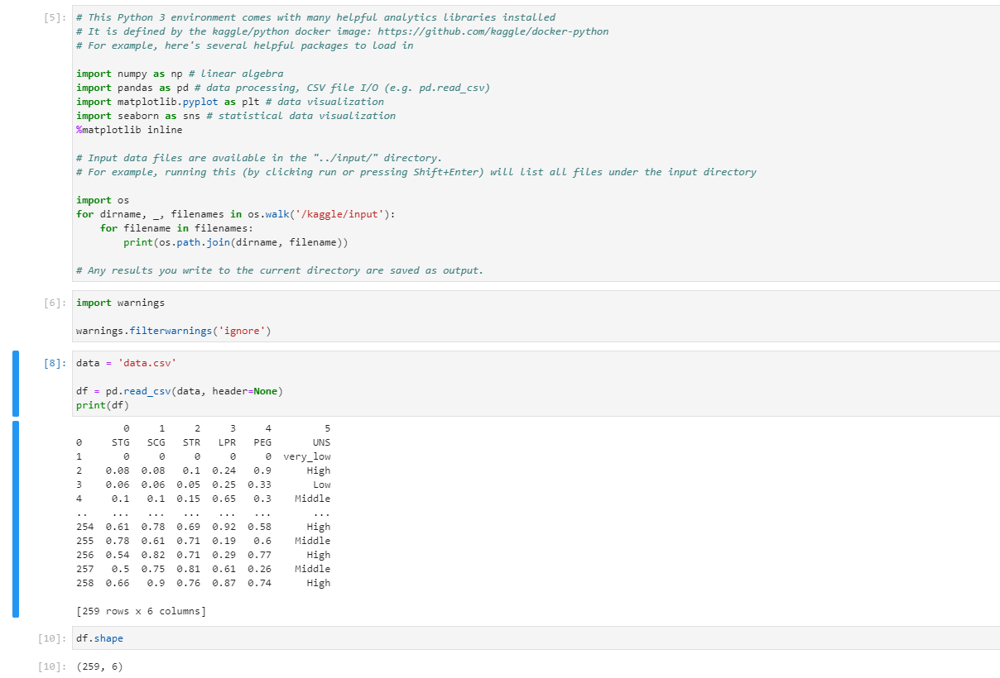 [5]: # This Python 3 environment comes with many helpful analytics libraries installed
# It is defined by the kaggle/python docker image: https://github.com/kaggle/docker-python
# For example, here's several helpful packages to load in

import numpy as np # linear algebra
import pandas as pd # data processing, CSV file I/O (e.g. pd.read_csv)
import matplotlib.pyplot as plt # data visualization
import seaborn as sns # statistical data visualization
%matplotlib inline

# Input data files are available in the "../input/" directory.
# For example, running this (by clicking run or pressing Shift+Enter) will list all files under the input directory

import os
for dirname, _, filenames in os.walk('/kaggle/input'):
    for filename in filenames:
        print(os.path.join(dirname, filename))

# Any results you write to the current directory are saved as output.
[6]: import warnings

warnings.filterwarnings('ignore')
[8]: data = 'data.csv'

df = pd.read_csv(data, header=None)
print(df)
        0     1     2     3     4         5
0     STG   SCG   STR   LPR   PEG       UNS
1       0     0     0     0     0  very_low
2    0.08  0.08   0.1  0.24   0.9      High
3    0.06  0.06  0.05  0.25  0.33       Low
4     0.1   0.1  0.15  0.65   0.3    Middle
..    ...   ...   ...   ...   ...       ...
254  0.61  0.78  0.69  0.92  0.58      High
255  0.78  0.61  0.71  0.19   0.6    Middle
256  0.54  0.82  0.71  0.29  0.77      High
257   0.5  0.75  0.81  0.61  0.26    Middle
258  0.66   0.9  0.76  0.87  0.74      High

[259 rows x 6 columns]
[10]: df.shape
[10]: (259, 6)